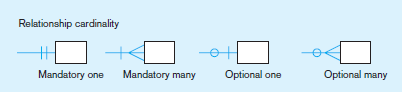 Relationship cardinality
Mandatory one
Mandatory many
Optional one
Optional many